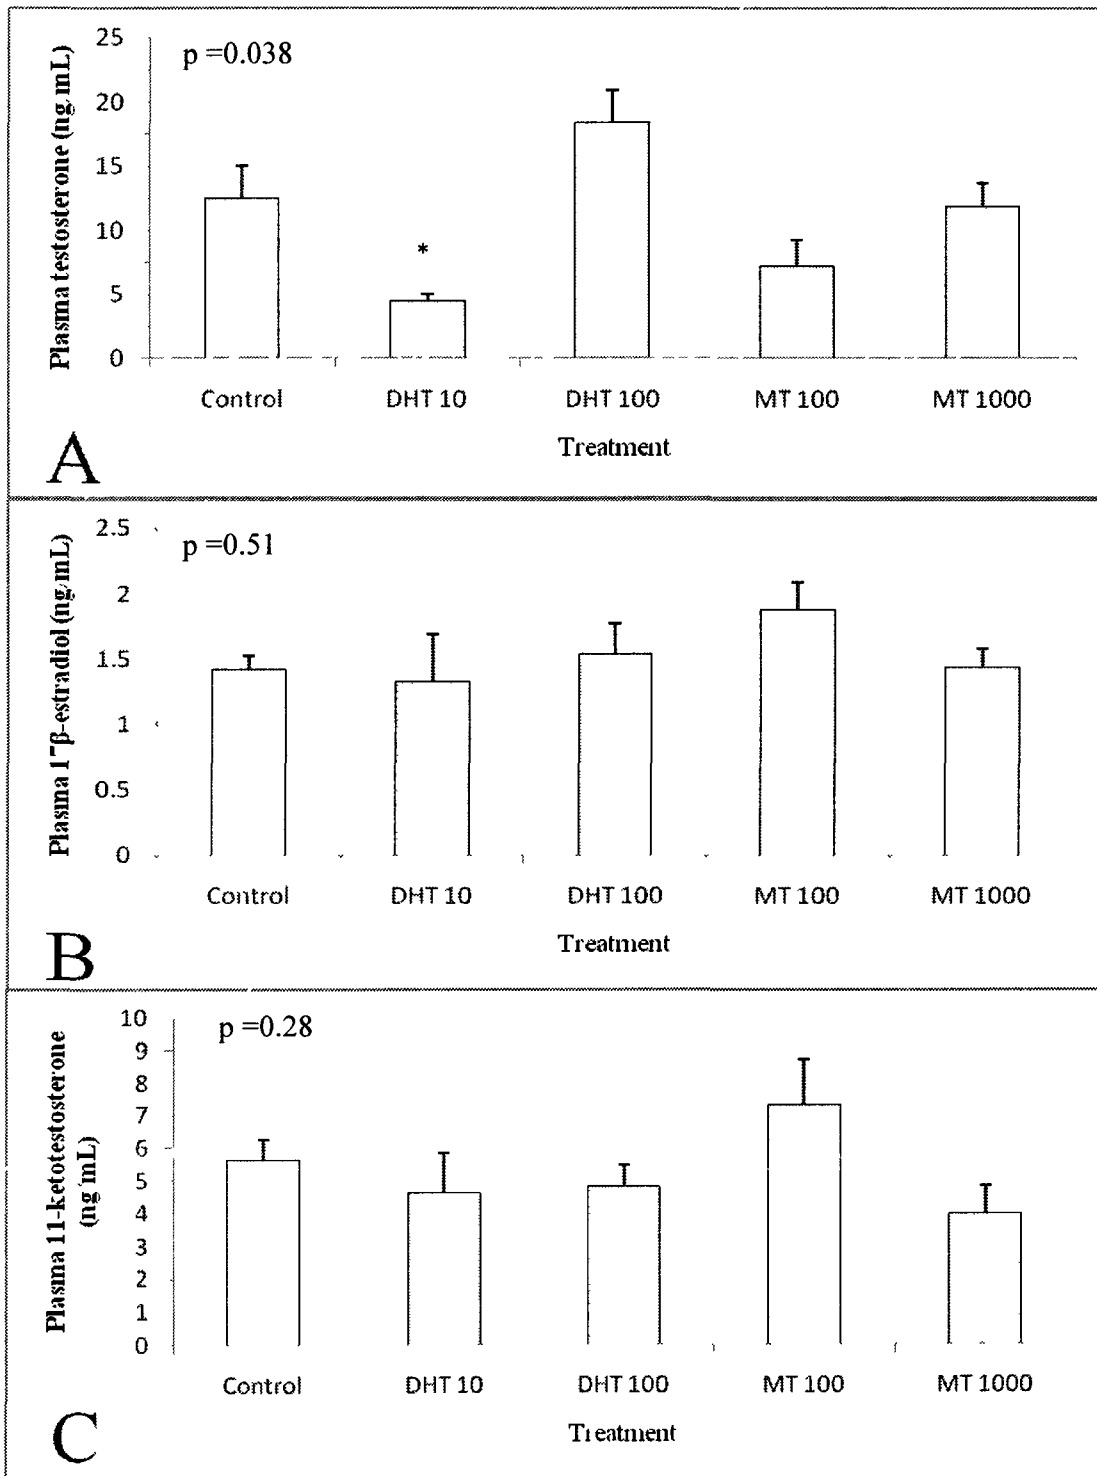 25
20
15
10
5
0
Plasma testosterone (ng/mL)
p =0.038
*
Control DHT 10 DHT 100 MT 100 MT 1000
Treatment
A
2.5
2
1.5
1
0.5
0
Plasma 17β-estradiol (ng/mL)
p =0.51
Control DHT 10 DHT 100 MT 100 MT 1000
Treatment
B
10
9
8
7
6
5
4
3
2
1
0
Plasma 11-ketotestosterone
(ng/mL)
p =0.28
Control DHT 10 DHT 100 MT 100 MT 1000
Treatment
C